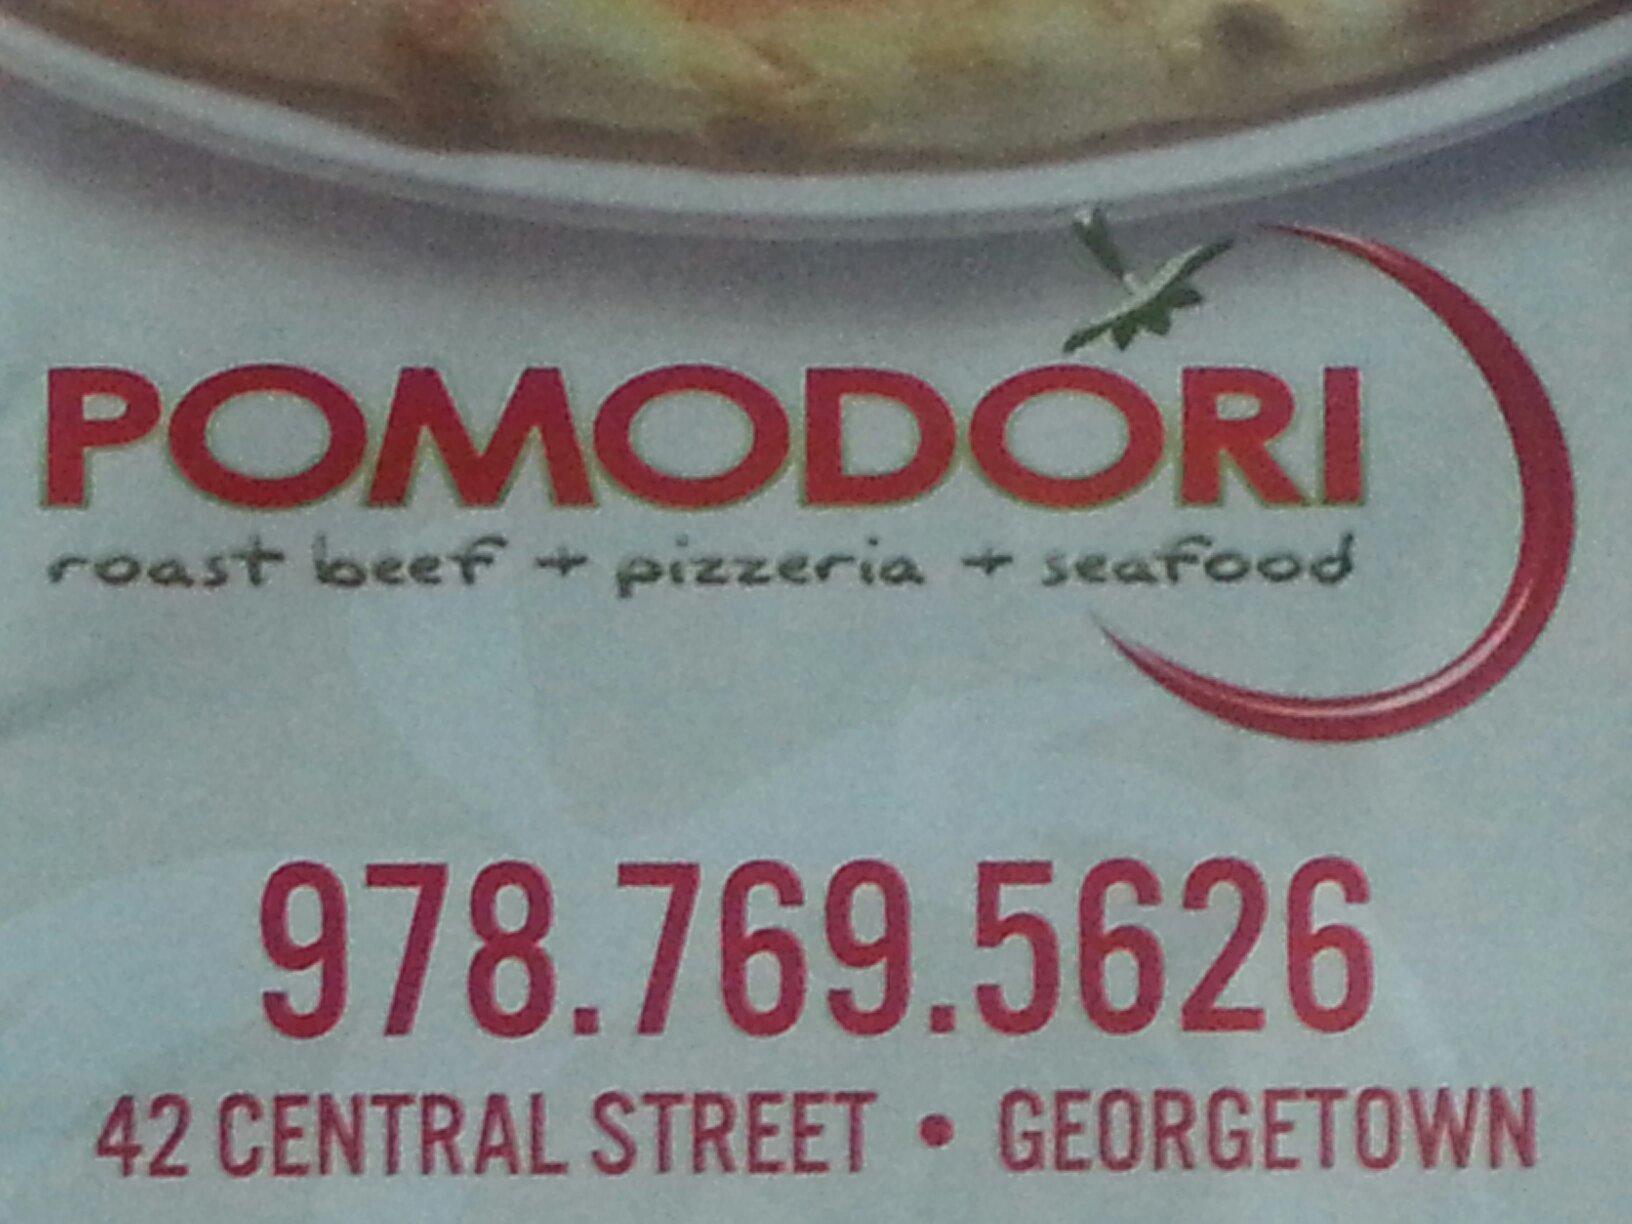 POMODORI
roast beef + pizzeria + seafood
978.769.5626
42 CENTRAL STREET • GEORGETOWN